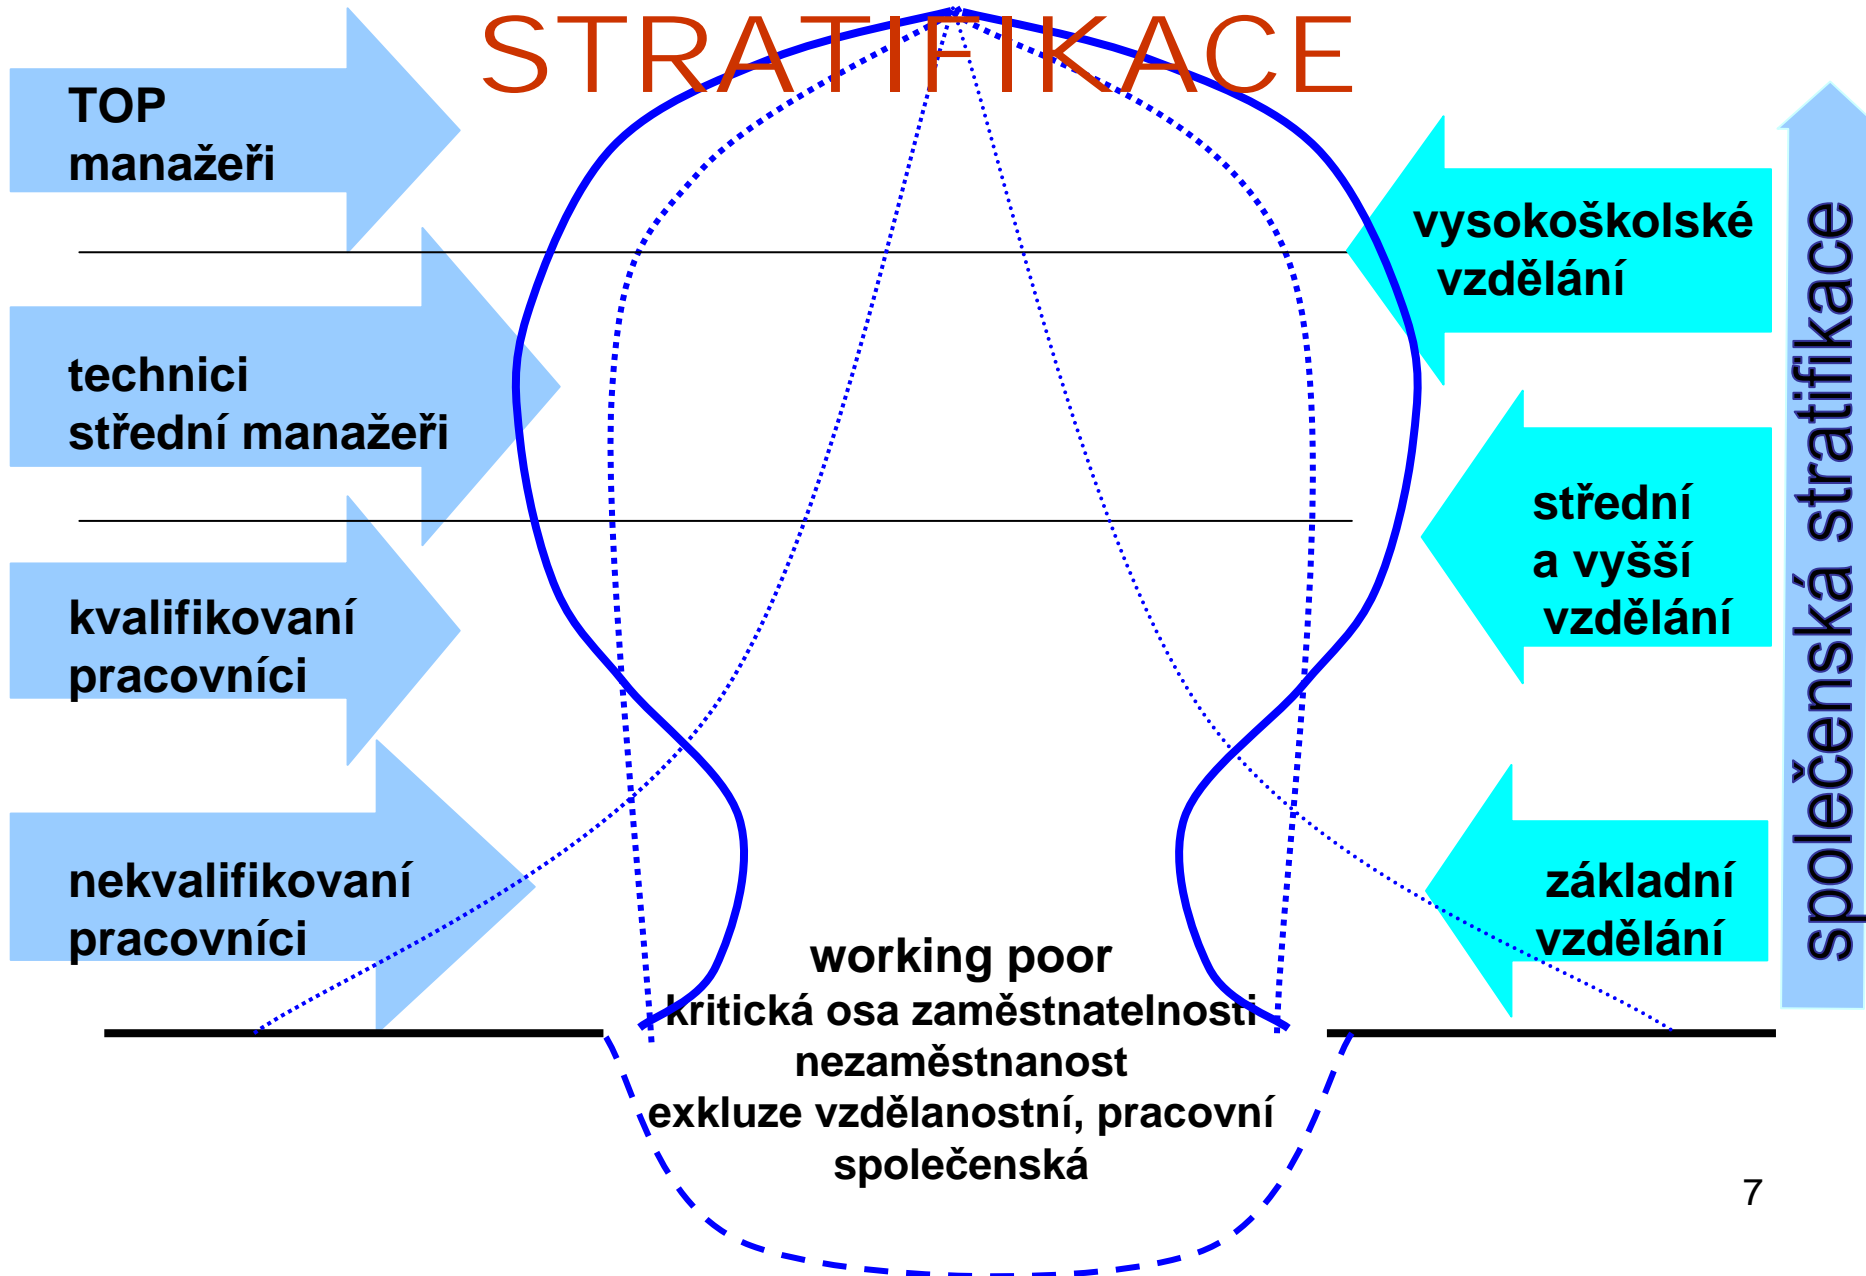 STRATIFIKACE
TOP
manažeři
technici
střední manažeři
kvalifikovaní
pracovníci
nekvalifikovaní
pracovníci
vysokoškolské
vzdělání
střední
a vyšší
vzdělání
základní
vzdělání
společenská stratifikace
working poor
kritická osa zaměstnatelnosti
nezaměstnanost
exkluze vzdělanostní, pracovní
společenská
7